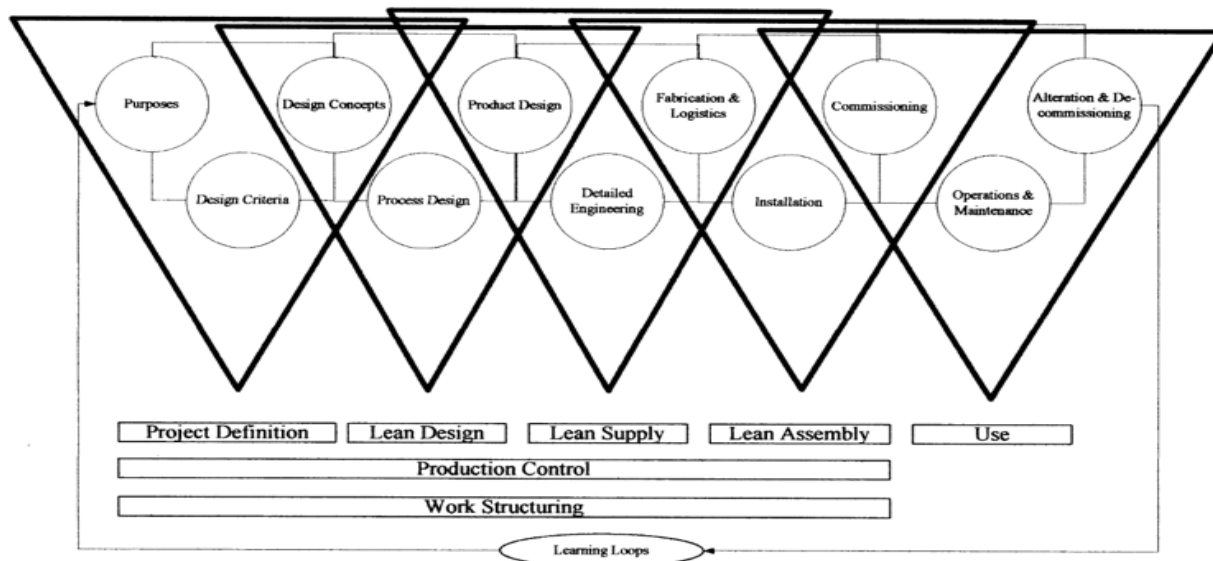 Purposes
Design Concepts
Product Design
Fabrication &
Logistics
Commissioning
Alteration & De-
commissioning
Design Criteria
Process Design
Detailed
Engineering
Installation
Operations &
Maintenance
Project Definition
Lean Design
Lean Supply
Lean Assembly
Use
Production Control
Work Structuring
Learning Loops